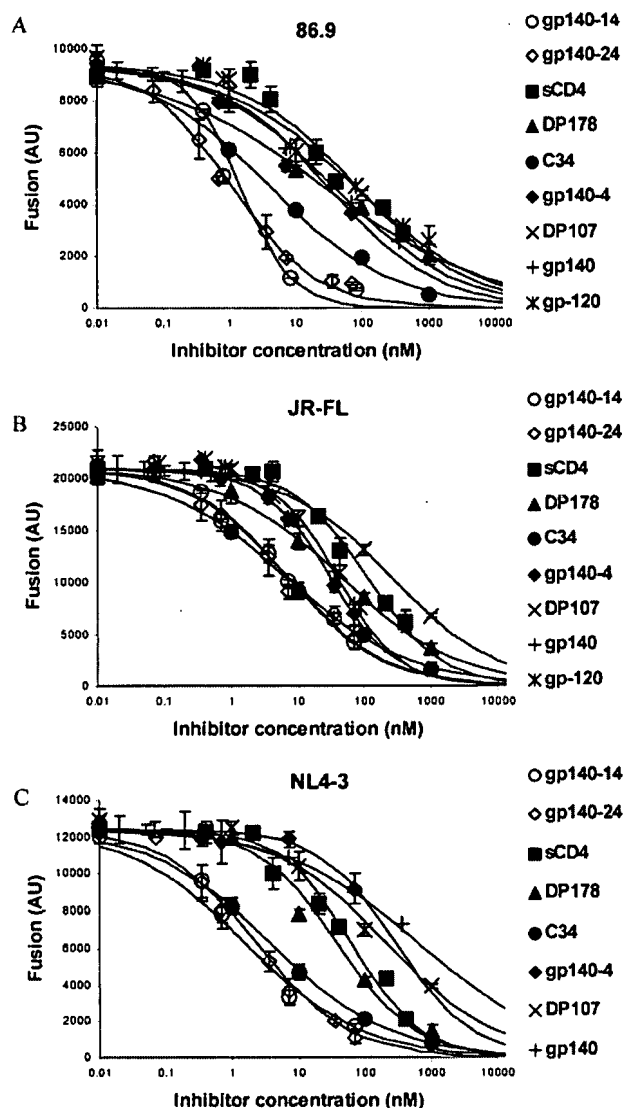 A
86.9
Fusion (AU)
10000
8000
6000
4000
2000
0
0.01
0.1
1
10
100
1000
10000
Inhibitor concentration (nM)
gp140-14
gp140-24
sCD4
DP178
C34
gp140-4
DP107
gp140
gp-120
B
JR-FL
Fusion (AU)
25000
20000
15000
10000
5000
0
0.01
0.1
1
10
100
1000
10000
Inhibitor concentration (nM)
gp140-14
gp140-24
sCD4
DP178
C34
gp140-4
DP107
gp140
gp-120
C
NL4-3
Fusion (AU)
14000
12000
10000
8000
6000
4000
2000
0
0.01
0.1
1
10
100
1000
10000
Inhibitor concentration (nM)
gp140-14
gp140-24
sCD4
DP178
C34
gp140-4
DP107
gp140